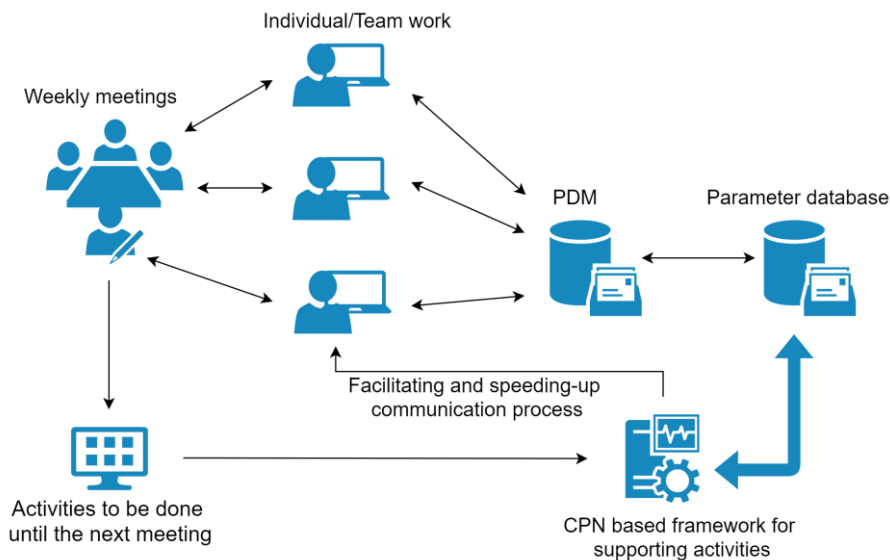 Individual/Team work
Weekly meetings
PDM
Parameter database
Facilitating and speeding-up
communication process
Activities to be done
until the next meeting
CPN based framework for
supporting activities